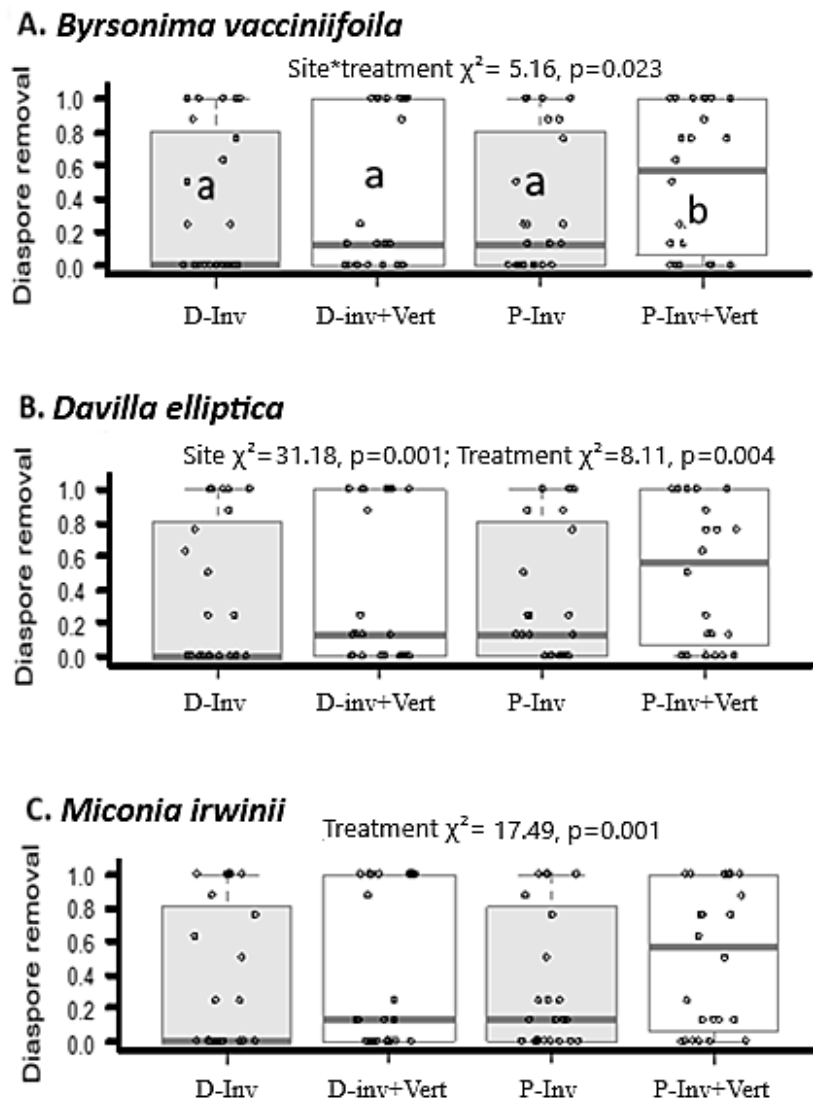 A. Byrsonima vacciniifoila
Site*treatment χ²= 5.16, p=0.023
Diaspore removal
1.0
0.8
0.6
0.4
0.2
0.0
a
a
a
b
D-Inv D-inv+Vert P-Inv P-Inv+Vert
B. Davilla elliptica
Site χ²=31.18, p=0.001; Treatment χ²=8.11, p=0.004
Diaspore removal
1.0
0.8
0.6
0.4
0.2
0.0
D-Inv D-inv+Vert P-Inv P-Inv+Vert
C. Miconia irwinii
Treatment χ²= 17.49, p=0.001
Diaspore removal
1.0
0.8
0.6
0.4
0.2
0.0
D-Inv D-inv+Vert P-Inv P-Inv+Vert